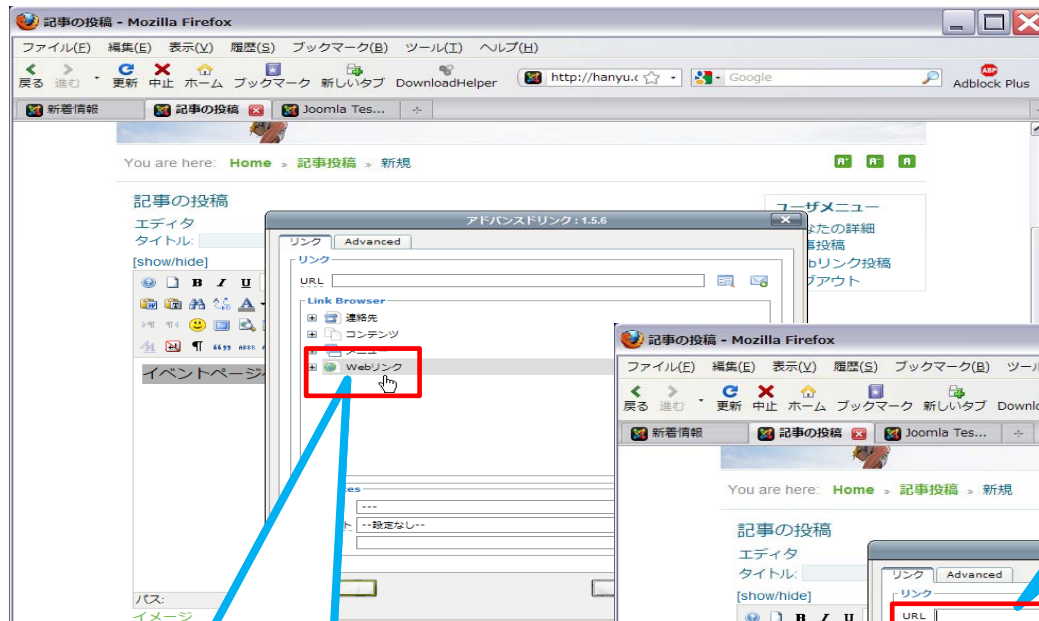 記事の投稿 - Mozilla Firefox
ファイル(F) 編集(E) 表示(V) 履歴(S) ブックマーク(B) ツール(T) ヘルプ(H)
戻る 進む 更新 中止 ホーム ブックマーク 新しいタブ DownloadHelper http://hanyu.c Google Adblock Plus
新着情報 記事の投稿 Joomla Tes...
You are here: Home » 記事投稿 » 新規 A+ A- A
記事の投稿
エディタ
タイトル:
[show/hide]
B I U
イベントページ
パス:
イメージ
ユーザメニュー
たの詳細
事投稿
bリンク投稿
グアウト
アドバンスドリンク : 1.5.6
リンク Advanced
リンク
URL
Link Browser
連絡先
コンテンツ
メニュー
Webリンク
---
--設定なし--
記事の投稿 - Mozilla Firefox
ファイル(F) 編集(E) 表示(V) 履歴(S) ブックマーク(B) ツール
戻る 進む 更新 中止 ホーム ブックマーク 新しいタブ Downlo
新着情報 記事の投稿 Joomla Tes...
You are here: Home » 記事投稿 » 新規
記事の投稿
エディタ
タイトル:
[show/hide]
B I U
リンク Advanced
リンク
URL